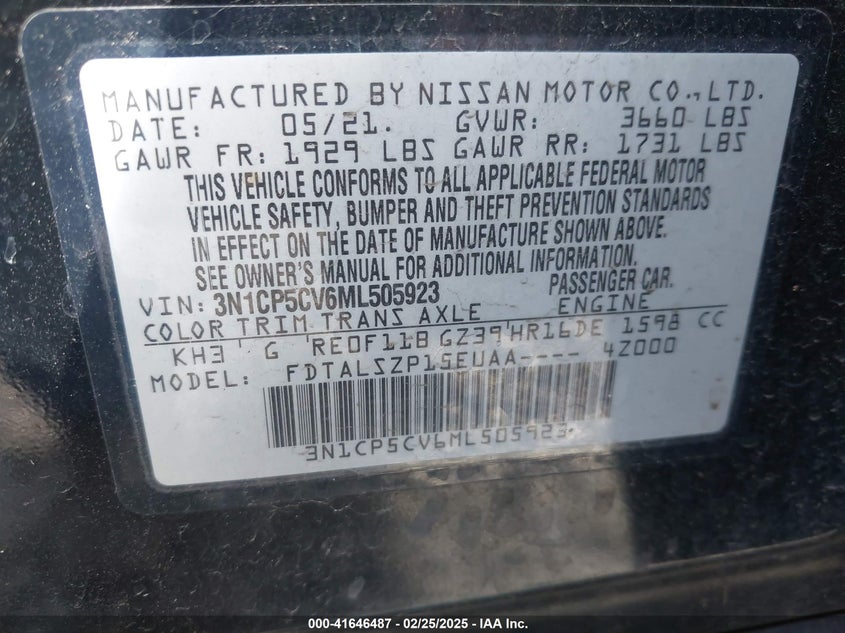 MANUFACTURED BY NISSAN MOTOR CO.,LTD.
DATE: 05/21. GVWR: 3660 LBS
GAWR FR: 1929 LBS GAWR RR: 1731 LBS
THIS VEHICLE CONFORMS TO ALL APPLICABLE FEDERAL MOTOR
VEHICLE SAFETY, BUMPER AND THEFT PREVENTION STANDARDS
IN EFFECT ON THE DATE OF MANUFACTURE SHOWN ABOVE.
SEE OWNER'S MANUAL FOR ADDITIONAL INFORMATION.
VIN: 3N1CP5CV6ML505923 PASSENGER CAR.
COLOR TRIM TRANS AXLE ENGINE
KH3 G RE0F11B GZ39 HR16DE 1598 CC
MODEL: FDTALSZP15EUAA---- 4Z000
3N1CP5CV6ML505923
000-41646487 - 02/25/2025 - IAA Inc.